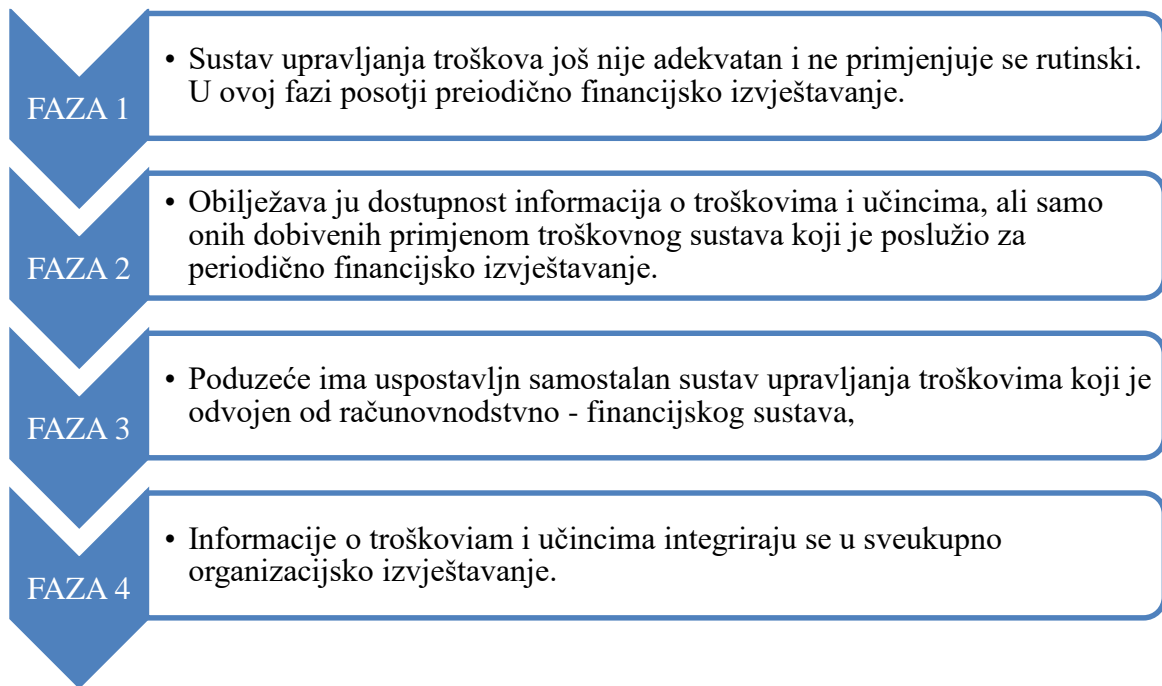 FAZA 1
• Sustav upravljanja troškova još nije adekvatan i ne primjenjuje se rutinski.
U ovoj fazi posotji preiodično financijsko izvještavanje.
FAZA 2
• Obilježava ju dostupnost informacija o troškovima i učincima, ali samo
onih dobivenih primjenom troškovnog sustava koji je poslužio za
periodično financijsko izvještavanje.
FAZA 3
• Poduzeće ima uspostavljn samostalan sustav upravljanja troškovima koji je
odvojen od računovnodstvno - financijskog sustava,
FAZA 4
• Informacije o troškoviam i učincima integriraju se u sveukupno
organizacijsko izvještavanje.